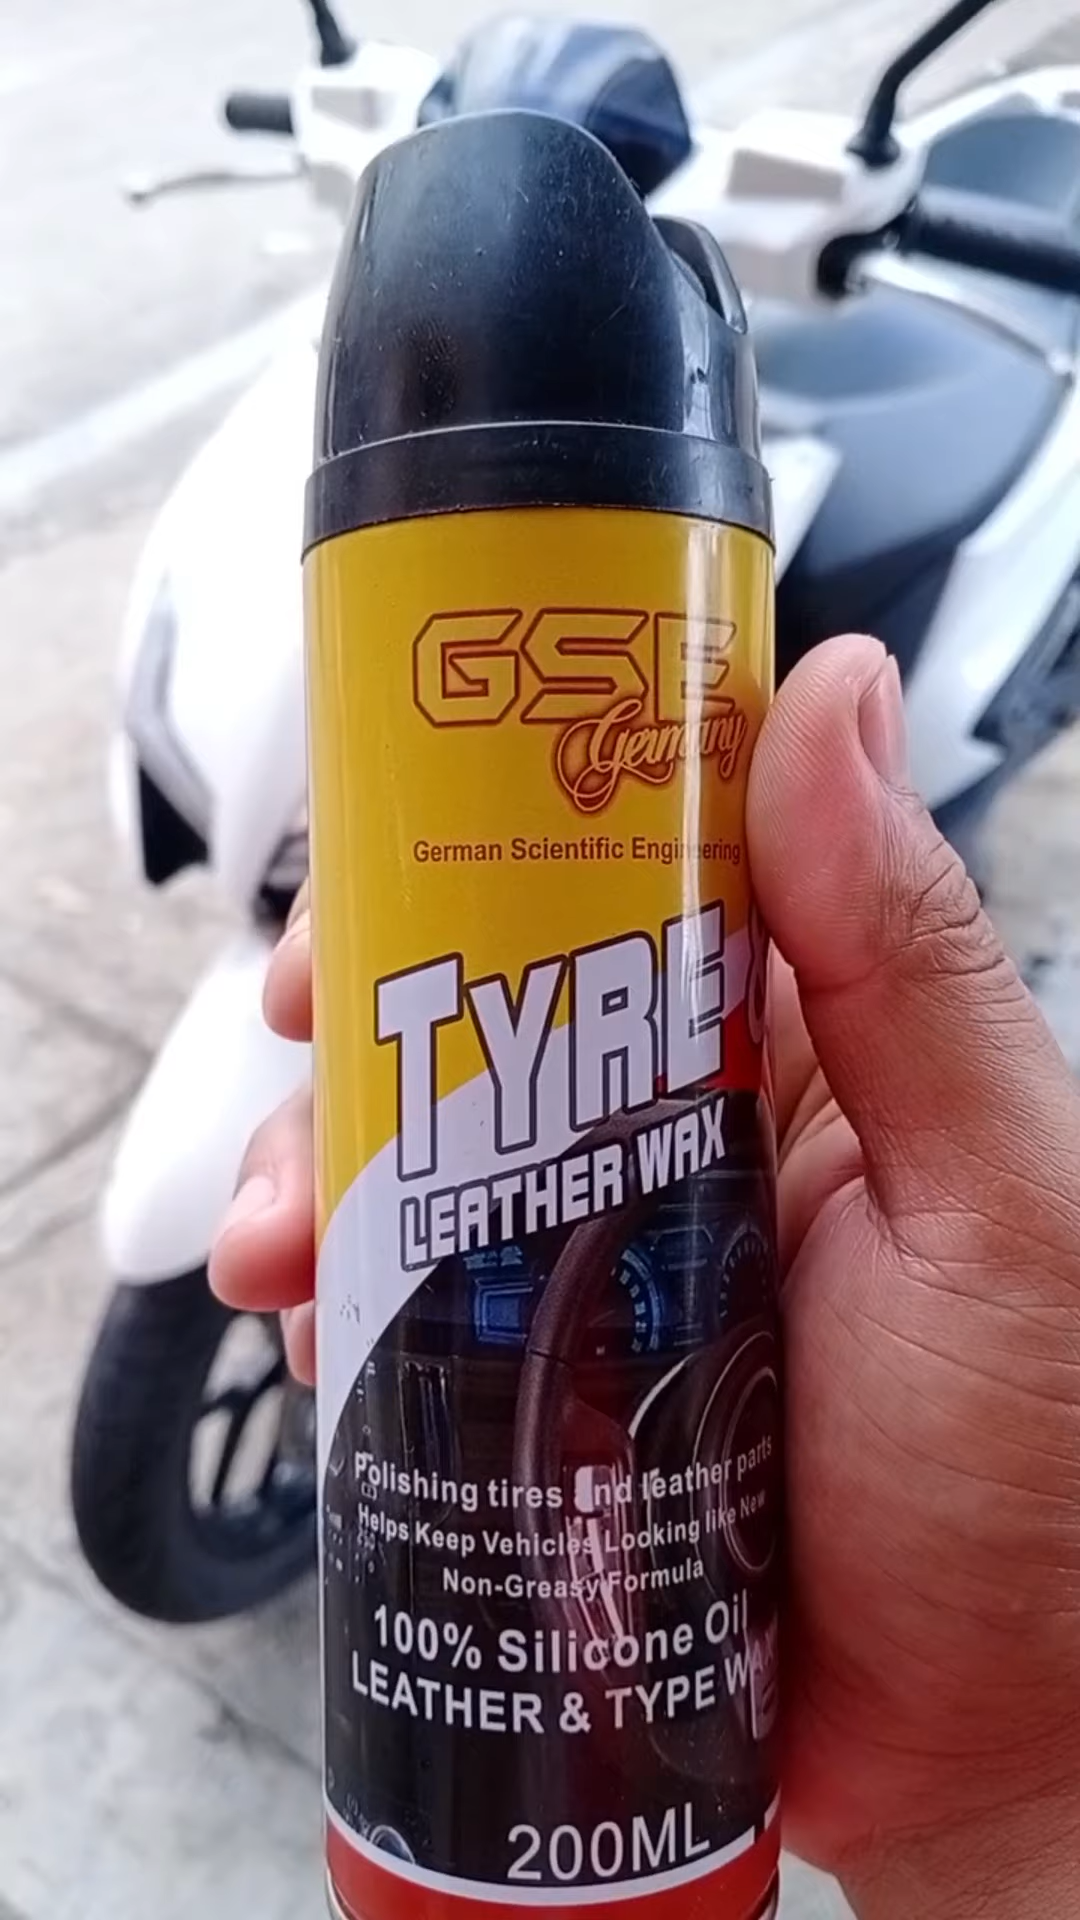 GSE
Germany
German Scientific Engineering
TYRE &
LEATHER WAX
Polishing tires and leather parts
Helps Keep Vehicles Looking like New
Non-Greasy Formula
100% Silicone Oil
LEATHER & TYPE WAX
200ML